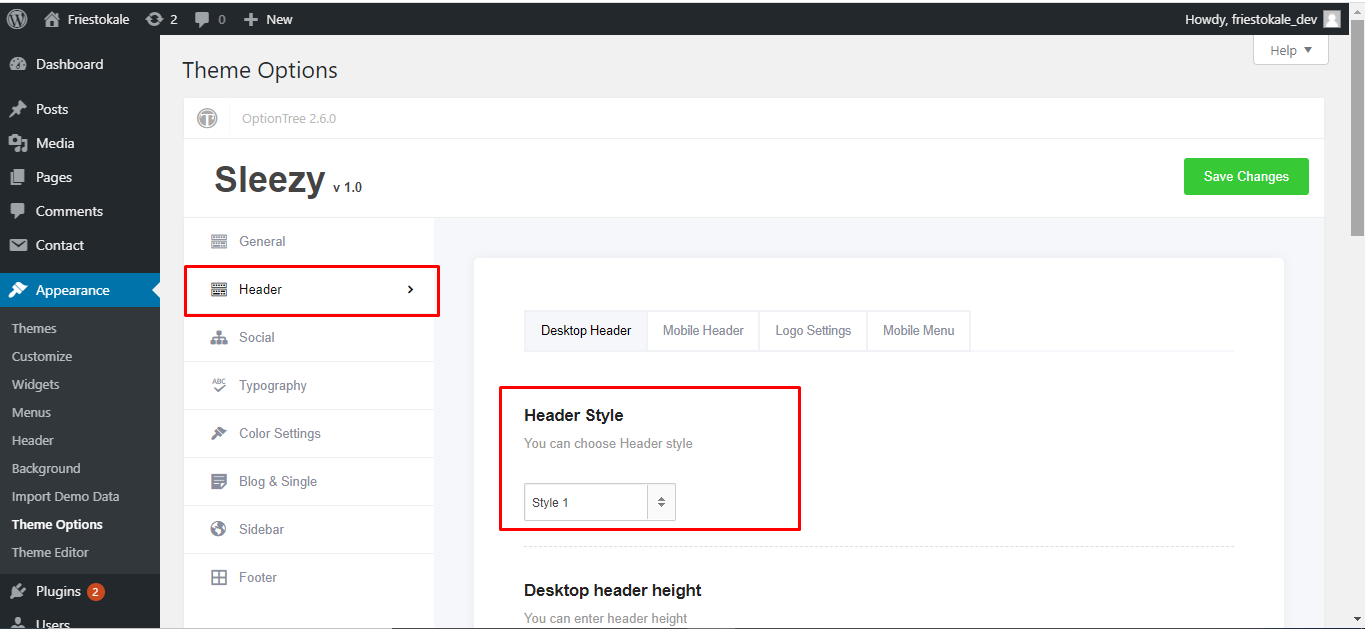 Friestokale 2 0 New Howdy, friestokale_dev
Help
Dashboard
Posts
Media
Pages
Comments
Contact
Appearance
Themes
Customize
Widgets
Menus
Header
Background
Import Demo Data
Theme Options
Theme Editor
Plugins 2
Users
Theme Options
OptionTree 2.6.0
Sleezy v 1.0
Save Changes
General
Header
Social
ABC
Typography
Color Settings
Blog & Single
Sidebar
Footer
Desktop Header Mobile Header Logo Settings Mobile Menu
Header Style
You can choose Header style
Style 1
Desktop header height
You can enter header height